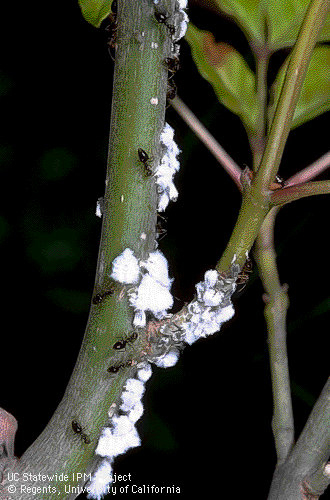 UC Statewide IPM Project
© Regents, University of California